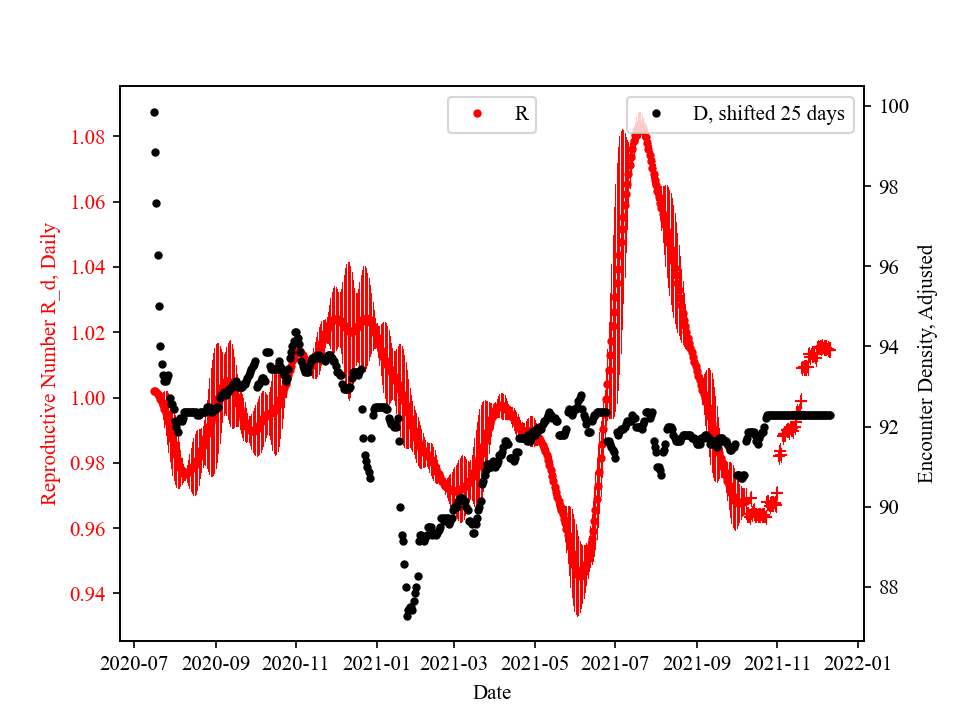 R
D, shifted 25 days
1.08
1.06
1.04
1.02
1.00
0.98
0.96
0.94
Reproductive Number R_d, Daily
100
98
96
94
92
90
88
Encounter Density, Adjusted
2020-07 2020-09 2020-11 2021-01 2021-03 2021-05 2021-07 2021-09 2021-11 2022-01
Date